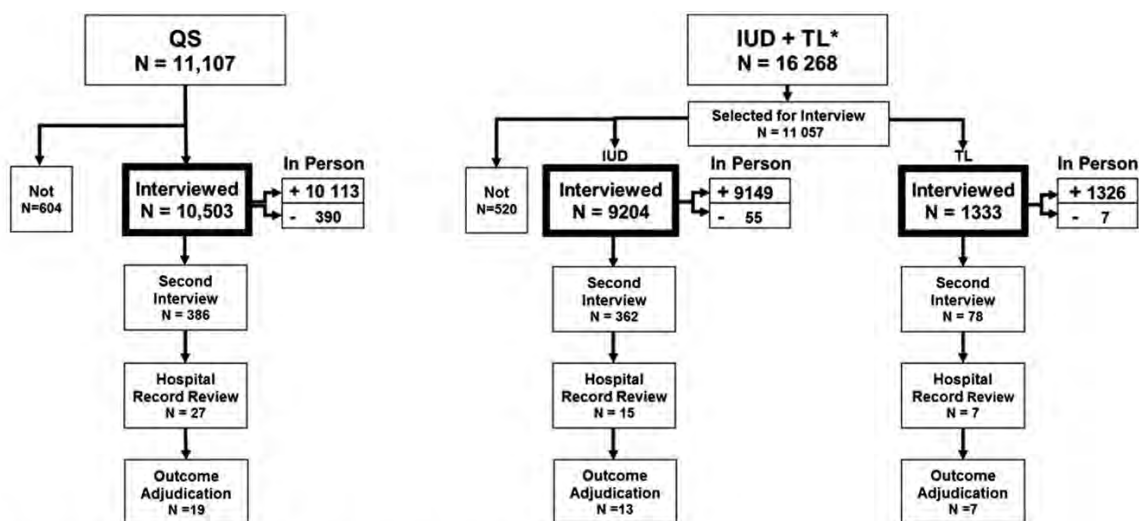 QS
N = 11,107
Not
N=604
Interviewed
N = 10,503
In Person
+ 10 113
- 390
Second
Interview
N = 386
Hospital
Record Review
N = 27
Outcome
Adjudication
N =19
IUD + TL*
N = 16 268
Selected for Interview
N = 11 057
Not
N=520
IUD
Interviewed
N = 9204
In Person
+ 9149
- 55
Second
Interview
N = 362
Hospital
Record Review
N = 15
Outcome
Adjudication
N =13
TL
Interviewed
N = 1333
In Person
+ 1326
- 7
Second
Interview
N = 78
Hospital
Record Review
N = 7
Outcome
Adjudication
N =7